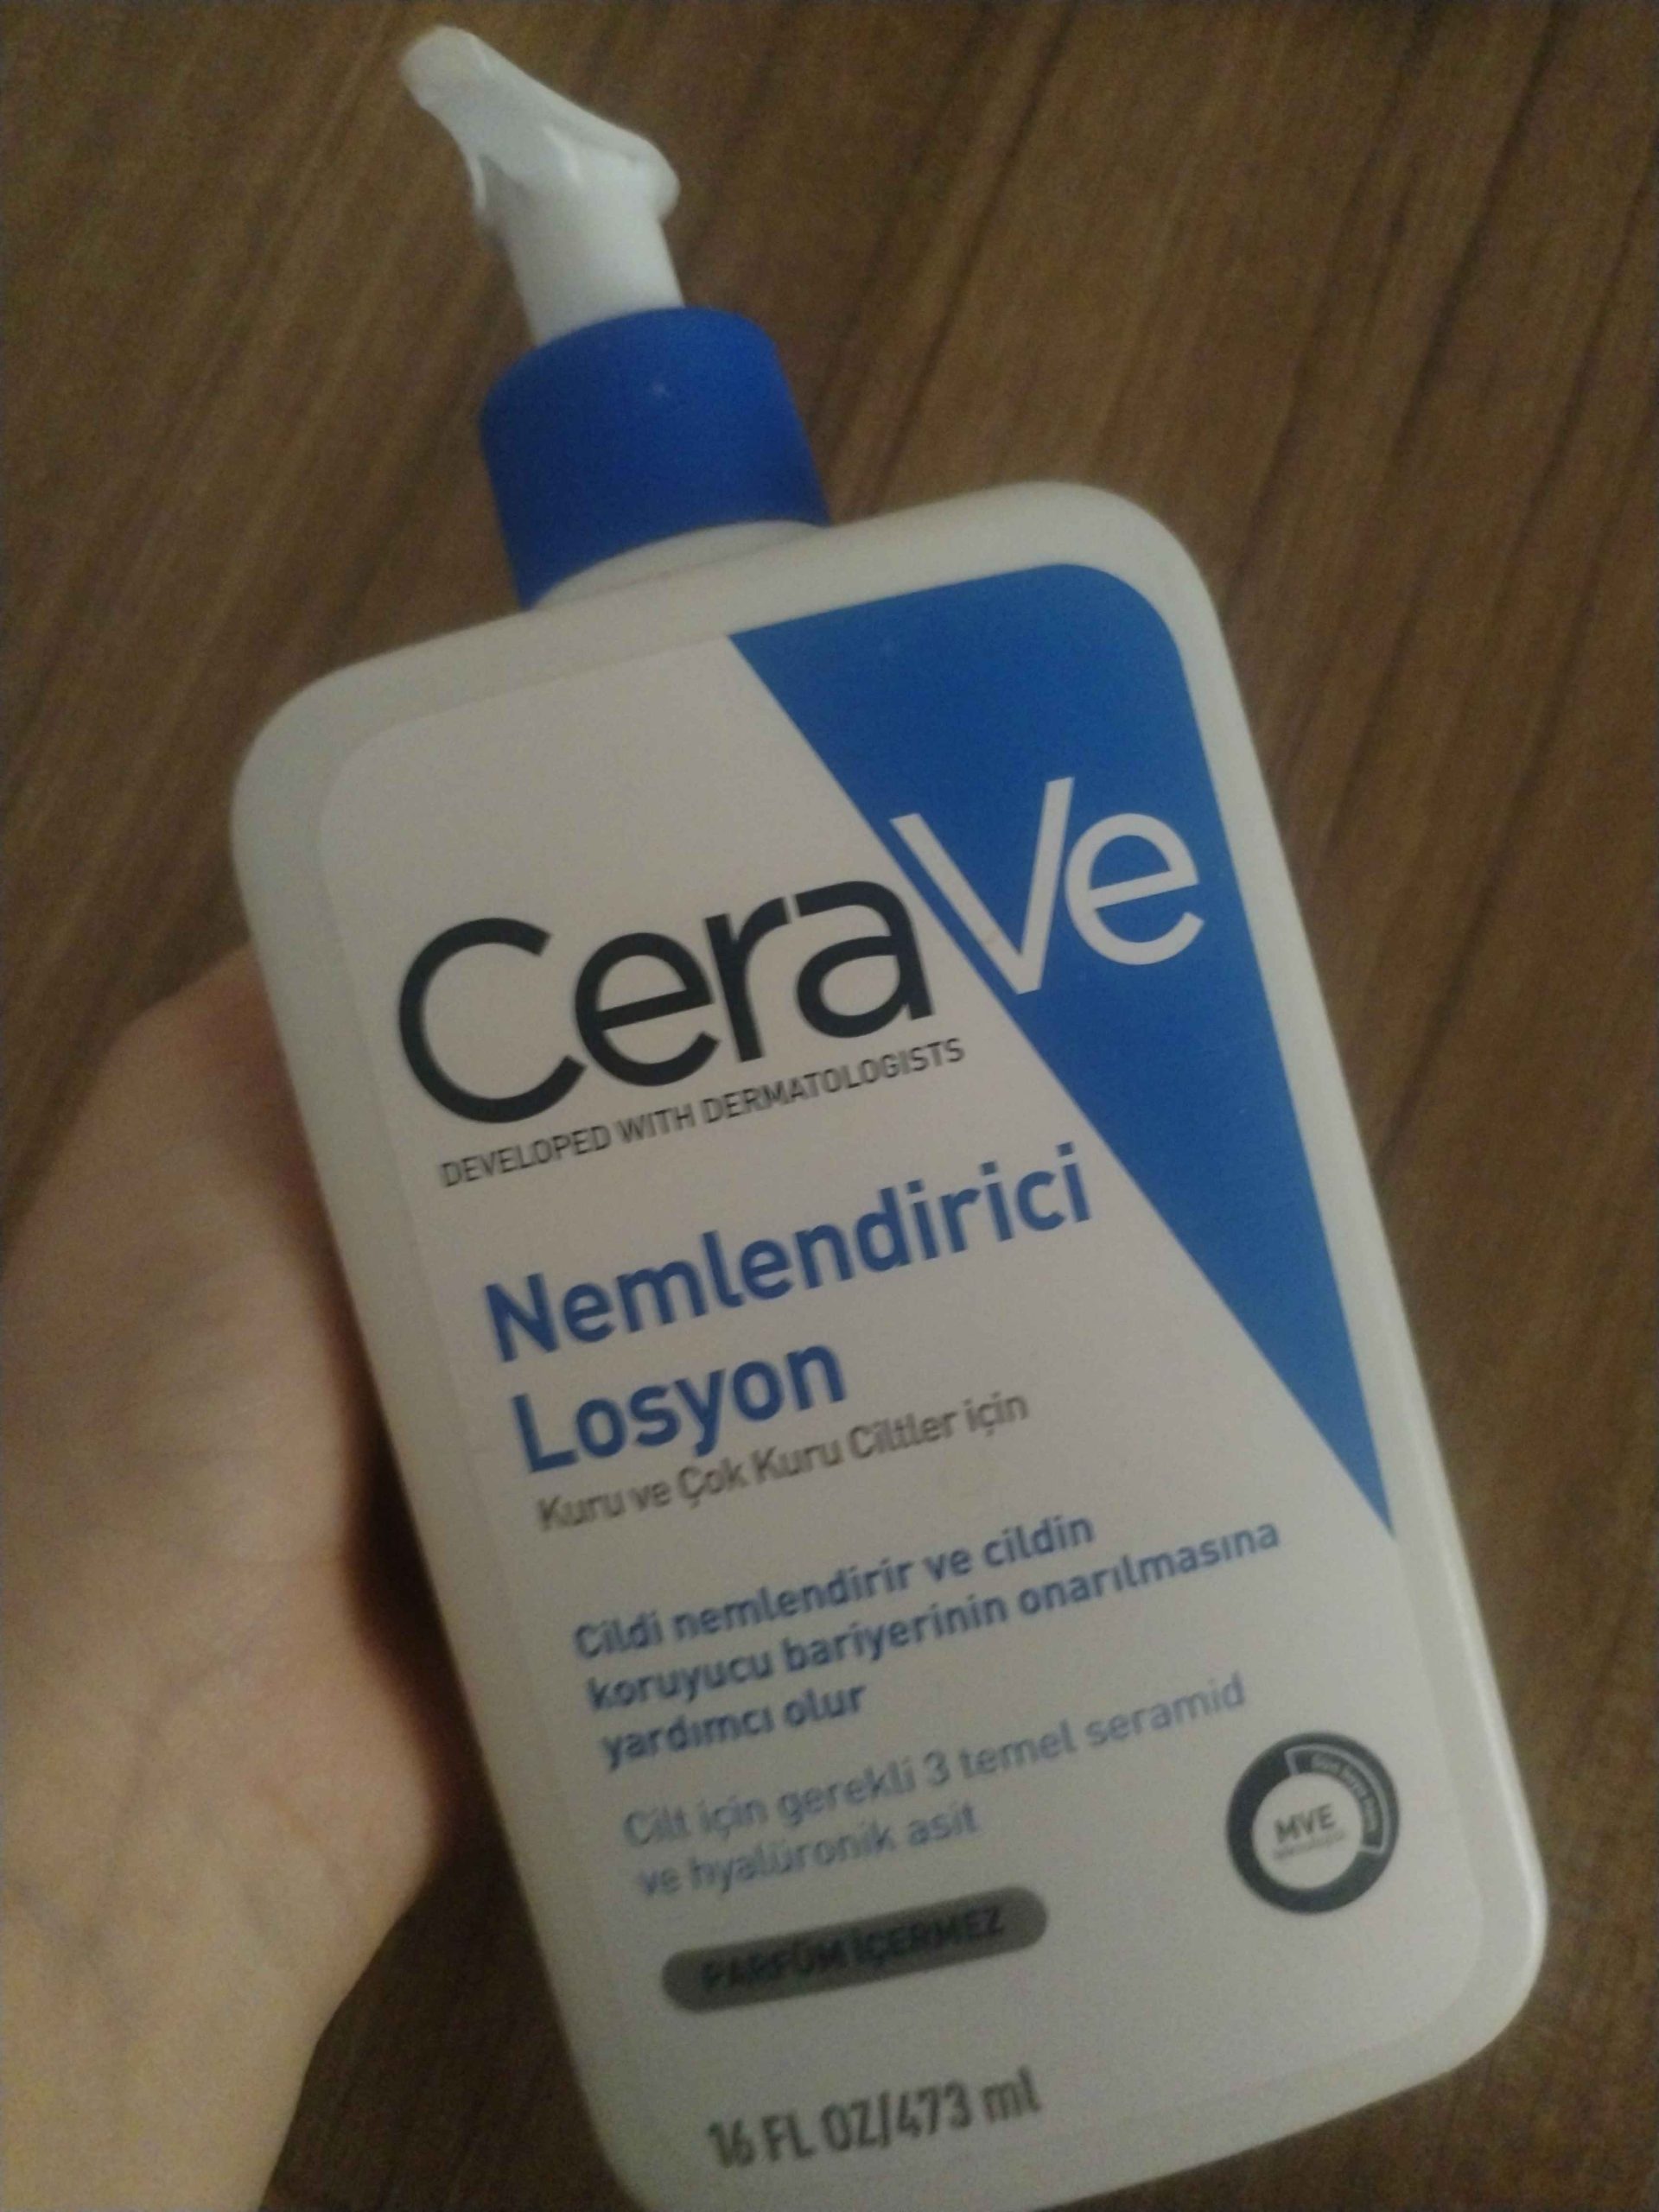 CeraVe
DEVELOPED WITH DERMATOLOGISTS
Nemlendirici
Losyon
Kuru ve Çok Kuru Ciltler için
Cildi nemlendirir ve cildin
koruyucu bariyerinin onarılmasına
yardımcı olur
Cilt için gerekli 3 temel seramid
ve hyalüronik asit
MVE
PARFÜM İÇERMEZ
16 FL OZ/473 ml